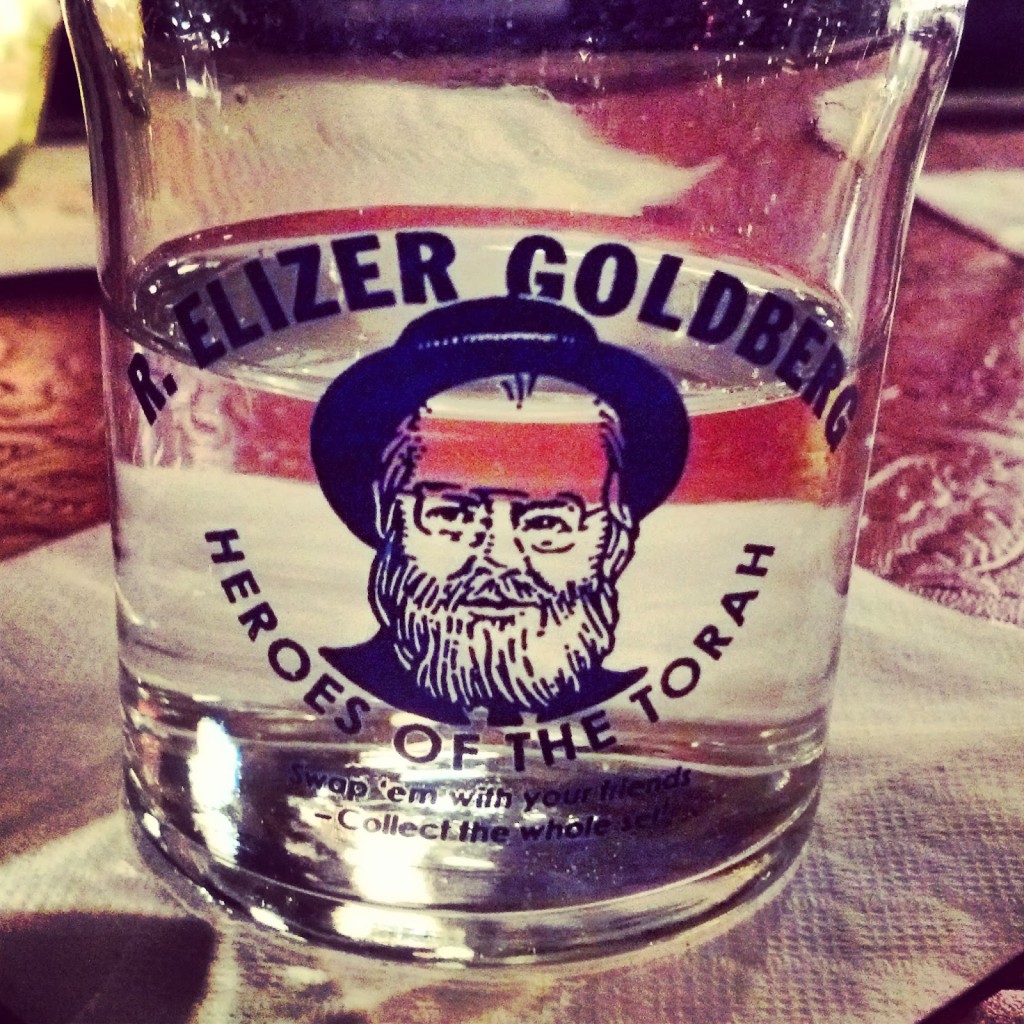 R. ELIZER GOLDBERG
HEROES OF THE TORAH
Swap 'em with your friends
- Collect the whole set!